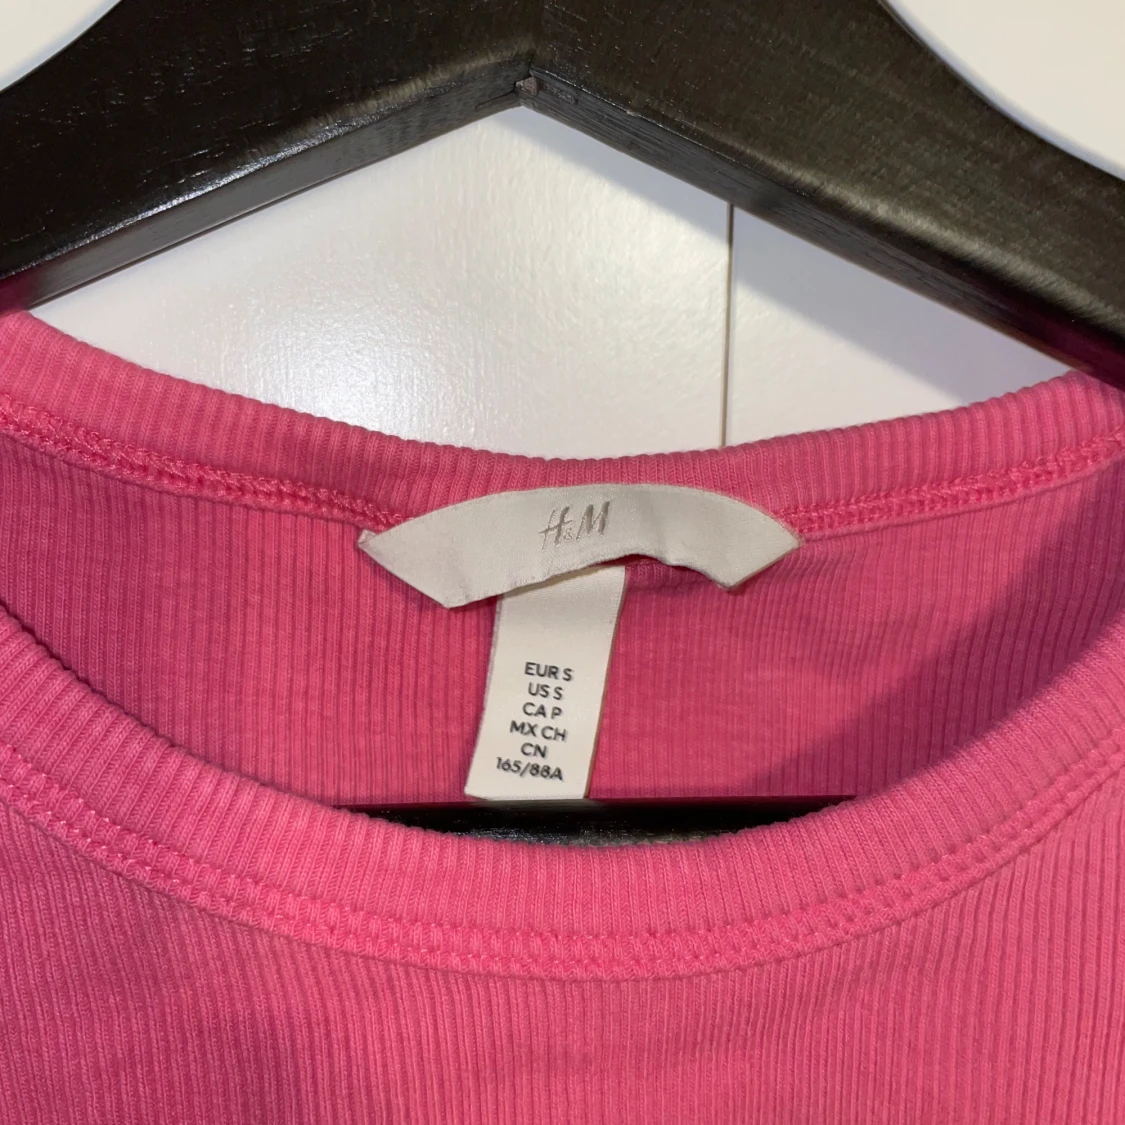 H&M
EUR S
US S
CA P
MX CH
CN
165/88A